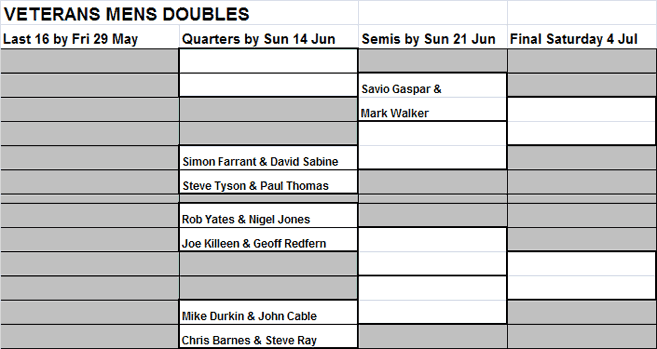 VETERANS MENS DOUBLES
Last 16 by Fri 29 May Quarters by Sun 14 Jun Semis by Sun 21 Jun Final Saturday 4 Jul
Savio Gaspar &
Mark Walker
Simon Farrant & David Sabine
Steve Tyson & Paul Thomas
Rob Yates & Nigel Jones
Joe Killeen & Geoff Redfern
Mike Durkin & John Cable
Chris Barnes & Steve Ray